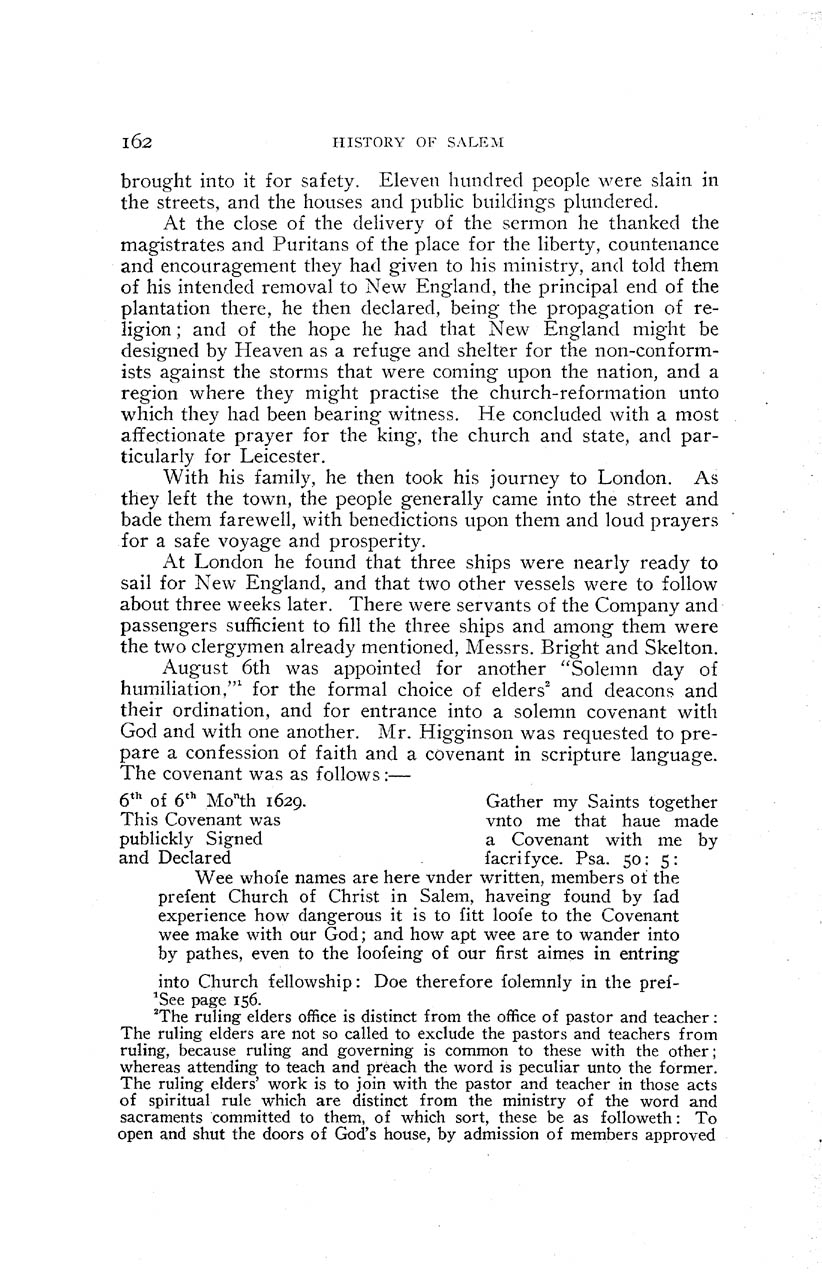 162 HISTORY OF SALEM
brought into it for safety. Eleven hundred people were slain in
the streets, and the houses and public buildings plundered.
At the close of the delivery of the sermon he thanked the
magistrates and Puritans of the place for the liberty, countenance
and encouragement they had given to his ministry, and told them
of his intended removal to New England, the principal end of the
plantation there, he then declared, being the propagation of re-
ligion; and of the hope he had that New England might be
designed by Heaven as a refuge and shelter for the non-conform-
ists against the storms that were coming upon the nation, and a
region where they might practise the church-reformation unto
which they had been bearing witness. He concluded with a most
affectionate prayer for the king, the church and state, and par-
ticularly for Leicester.
With his family, he then took his journey to London. As
they left the town, the people generally came into the street and
bade them farewell, with benedictions upon them and loud prayers
for a safe voyage and prosperity.
At London he found that three ships were nearly ready to
sail for New England, and that two other vessels were to follow
about three weeks later. There were servants of the Company and
passengers sufficient to fill the three ships and among them were
the two clergymen already mentioned, Messrs. Bright and Skelton.
August 6th was appointed for another "Solemn day of
humiliation,"¹ for the formal choice of elders² and deacons and
their ordination, and for entrance into a solemn covenant with
God and with one another. Mr. Higginson was requested to pre-
pare a confession of faith and a covenant in scripture language.
The covenant was as follows:—
6ᵗʰ of 6ᵗʰ Moⁿth 1629.
This Covenant was
publickly Signed
and Declared
Gather my Saints together
vnto me that haue made
a Covenant with me by
facrifyce. Psa. 50: 5:
Wee whofe names are here vnder written, members of the
prefent Church of Christ in Salem, haveing found by fad
experience how dangerous it is to fitt loofe to the Covenant
wee make with our God; and how apt wee are to wander into
by pathes, even to the loofeing of our first aimes in entring
into Church fellowship: Doe therefore folemnly in the pref-
¹See page 156.
²The ruling elders office is distinct from the office of pastor and teacher:
The ruling elders are not so called to exclude the pastors and teachers from
ruling, because ruling and governing is common to these with the other;
whereas attending to teach and preach the word is peculiar unto the former.
The ruling elders' work is to join with the pastor and teacher in those acts
of spiritual rule which are distinct from the ministry of the word and
sacraments committed to them, of which sort, these be as followeth: To
open and shut the doors of God's house, by admission of members approved